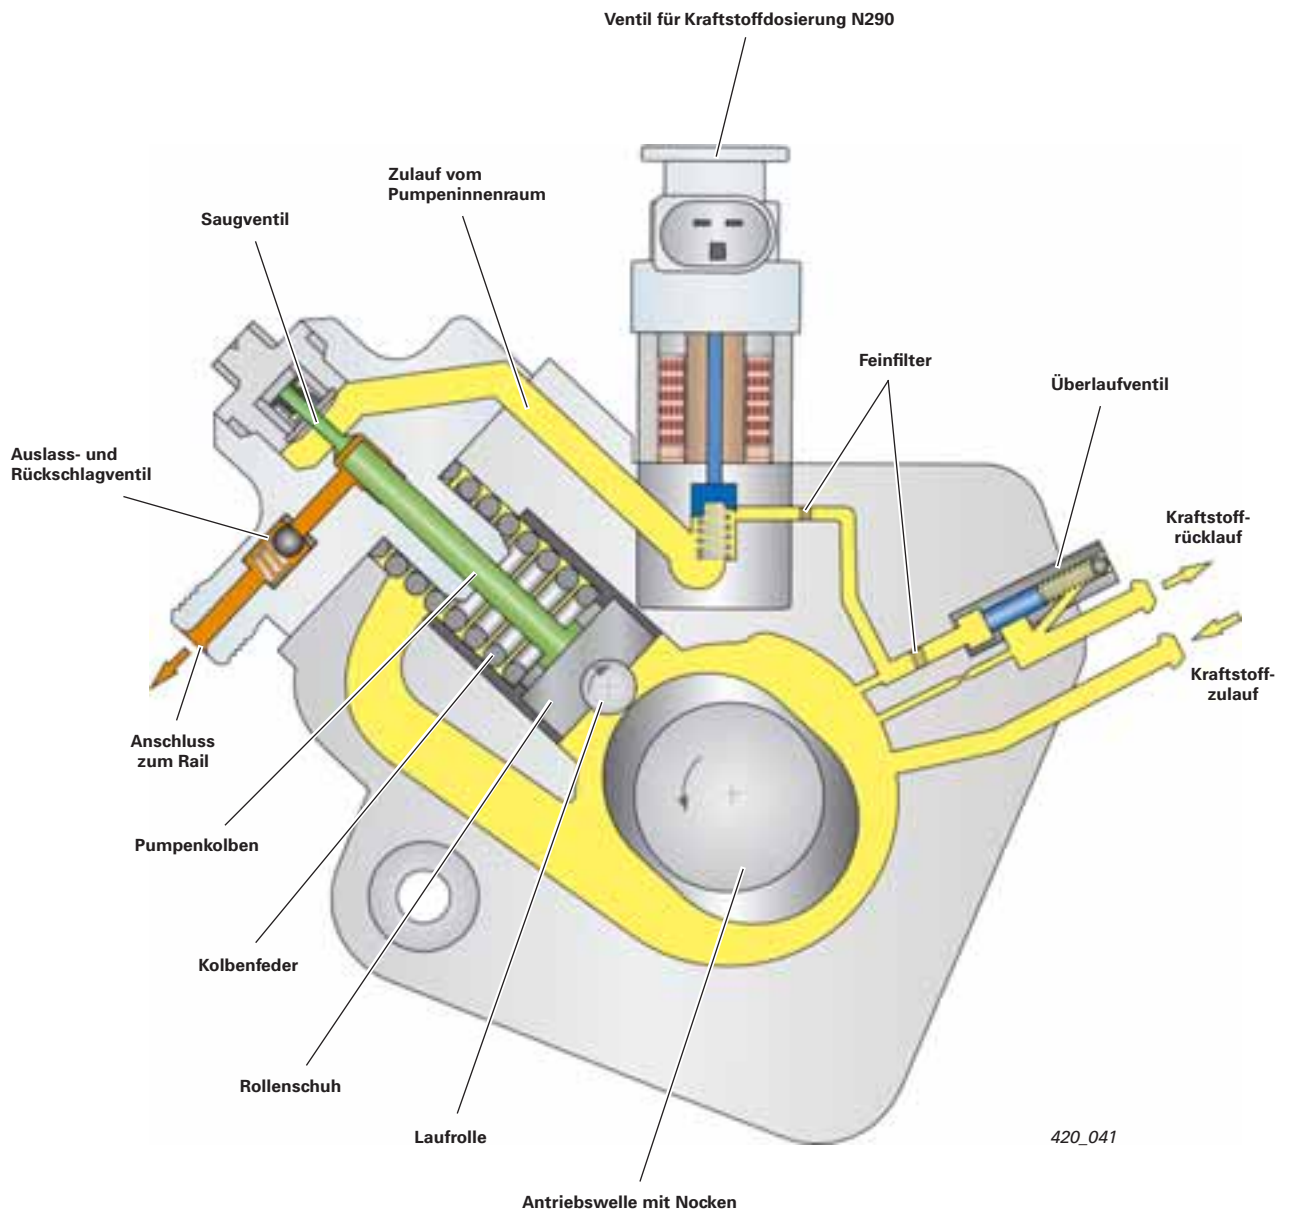 Ventil für Kraftstoffdosierung N290
Zulauf vom
Pumpeninnenraum
Saugventil
Feinfilter
Überlaufventil
Auslass- und
Rückschlagventil
Kraftstoff-
rücklauf
Kraftstoff-
zulauf
Anschluss
zum Rail
Pumpenkolben
Kolbenfeder
Rollenschuh
Laufrolle
420_041
Antriebswelle mit Nocken